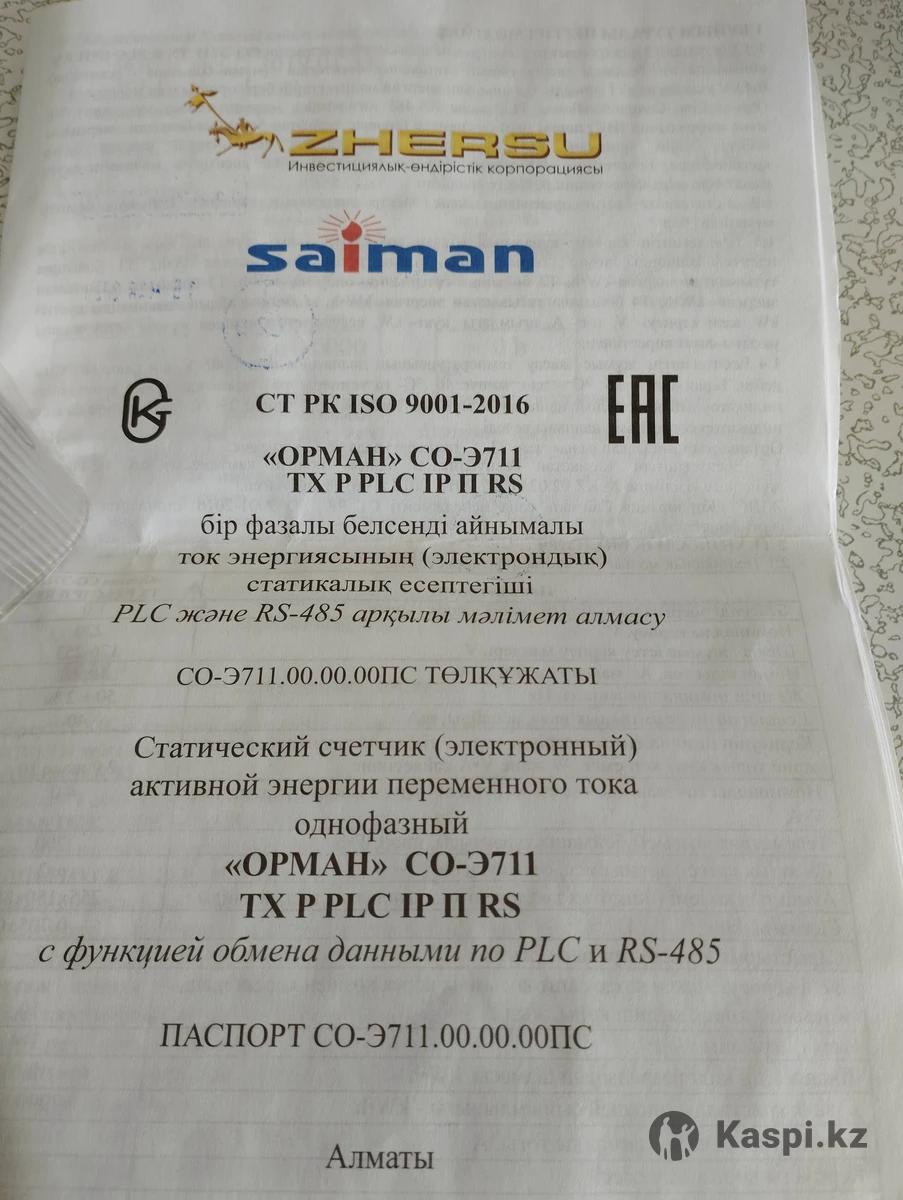 ZHERSU
Инвестициялық-өндірістік корпорациясы
saiman
СТ РК ISO 9001-2016
ЕАС
«ОРМАН» СО-Э711
ТХ Р PLC IP П RS
бір фазалы белсенді айнымалы
ток энергиясының (электрондық)
статикалық есептегіші
PLC және RS-485 арқылы мәлімет алмасу
СО-Э711.00.00.00ПС ТӨЛҚҰЖАТЫ
Статический счетчик (электронный)
активной энергии переменного тока
однофазный
«ОРМАН» СО-Э711
ТХ Р PLC IP П RS
с функцией обмена данными по PLC и RS-485
ПАСПОРТ СО-Э711.00.00.00ПС
Kaspi.kz
Алматы